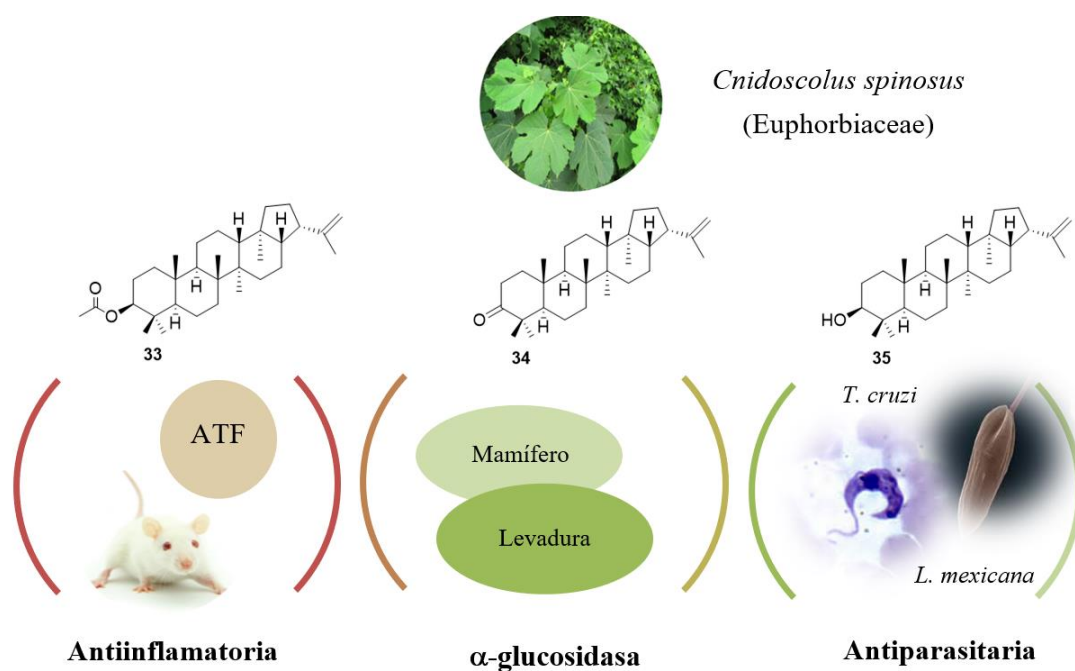 Cnidoscolus spinosus
(Euphorbiaceae)
H
H
H
H
O
O
33
H
H
H
H
O
34
H
H
H
H
HO
35
ATF
Mamífero
Levadura
T. cruzi
L. mexicana
Antiinflamatoria
α-glucosidasa
Antiparasitaria